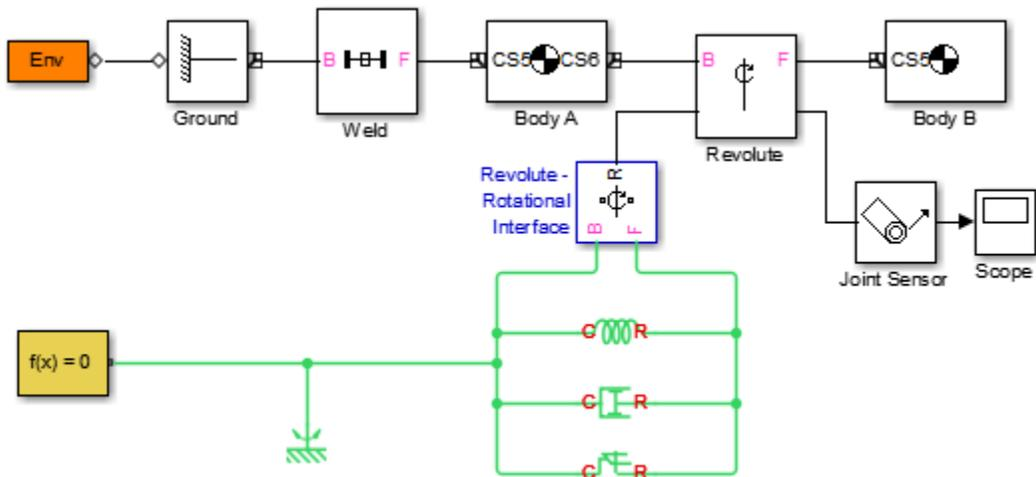 Env
Ground
B F
Weld
CS5 CS6
Body A
B F
Revolute
CS5
Body B
Revolute -
Rotational
Interface
R
B F
Joint Sensor
Scope
f(x) = 0
C R
C R
C R